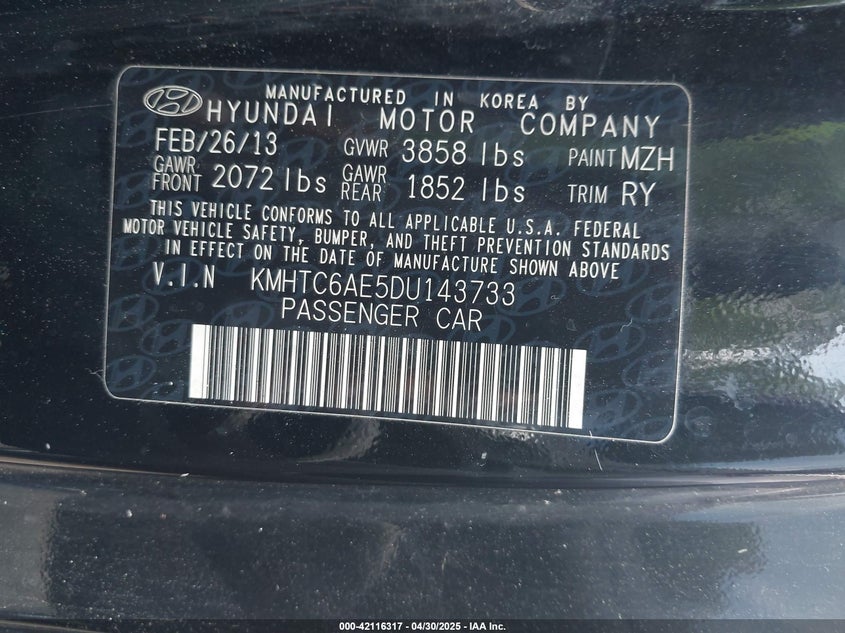 MANUFACTURED IN KOREA BY
HYUNDAI MOTOR COMPANY
FEB/26/13 GVWR 3858 lbs PAINT MZH
GAWR FRONT 2072 lbs GAWR REAR 1852 lbs TRIM RY
THIS VEHICLE CONFORMS TO ALL APPLICABLE U.S.A. FEDERAL
MOTOR VEHICLE SAFETY, BUMPER, AND THEFT PREVENTION STANDARDS
IN EFFECT ON THE DATE OF MANUFACTURE SHOWN ABOVE
V.I.N KMHTC6AE5DU143733
PASSENGER CAR
000-42116317 - 04/30/2025 - IAA Inc.